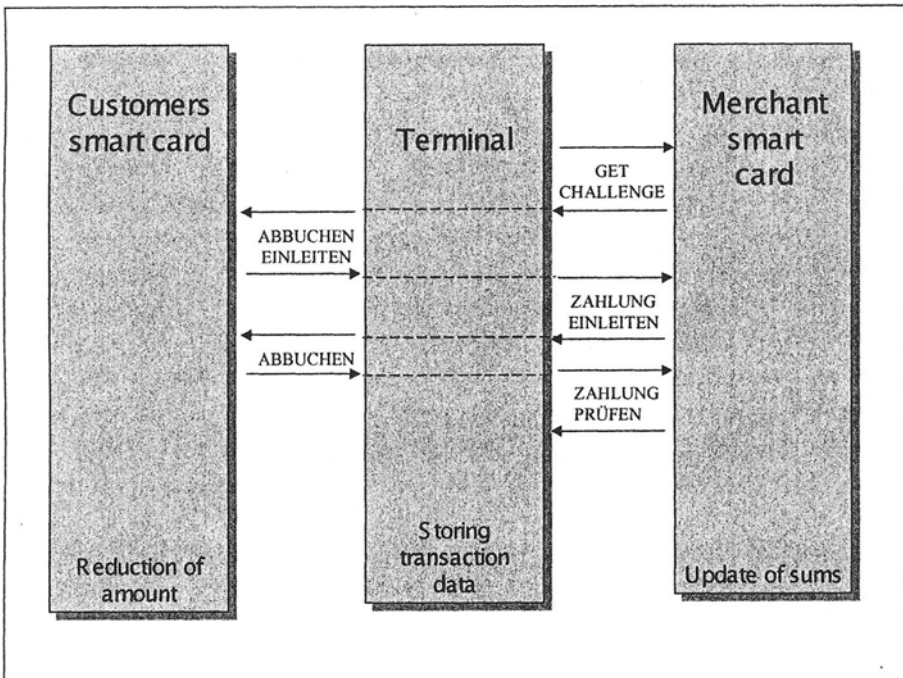 Customers
smart card
Terminal
Merchant
smart
card
GET
CHALLENGE
ABBUCHEN
EINLEITEN
ZAHLUNG
EINLEITEN
ABBUCHEN
ZAHLUNG
PRÜFEN
Reduction of
amount
Storing
transaction
data
Update of sums